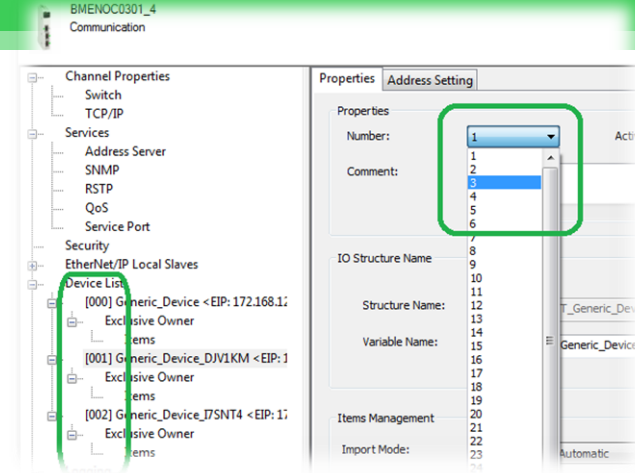 BMENOC0301_4
Communication
Channel Properties
Switch
TCP/IP
Services
Address Server
SNMP
RSTP
QoS
Service Port
Security
EtherNet/IP Local Slaves
Device List
[000] Generic_Device <EIP: 172.168.12
Exclusive Owner
Items
[001] Generic_Device_DJV1KM <EIP: 1
Exclusive Owner
Items
[002] Generic_Device_I7SNT4 <EIP: 17
Exclusive Owner
Items
Properties Address Setting
Properties
Number: 1 Acti
Comment:
1
2
3
4
5
6
7
8
9
10
11
12
13
14
15
16
17
18
19
20
21
22
23
24
IO Structure Name
Structure Name: T_Generic_Dev
Variable Name: Generic_Device
Items Management
Import Mode: Automatic